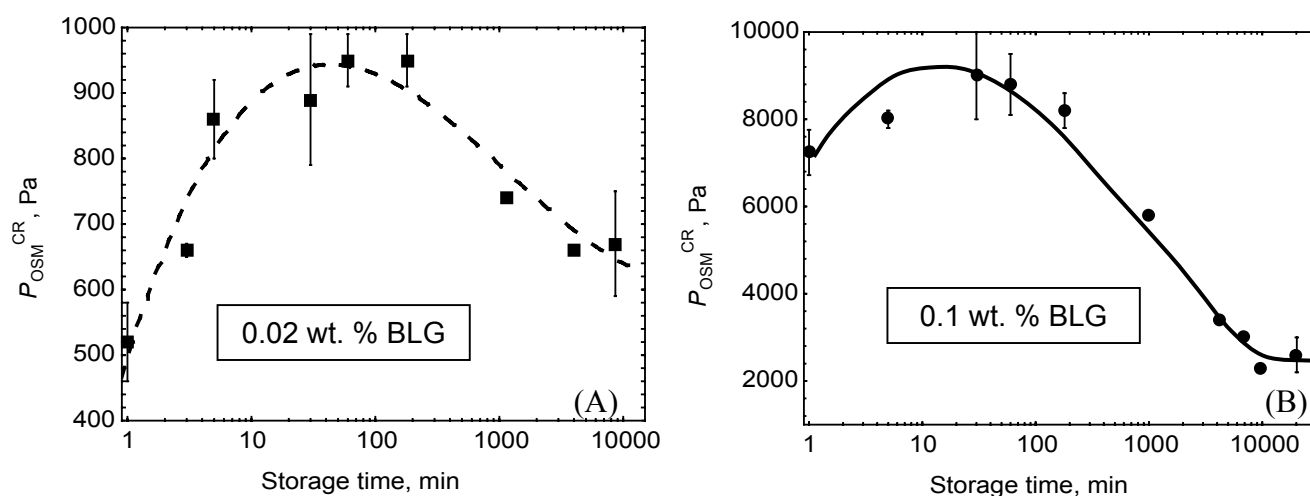 1000
900
800
700
600
500
400
P_OSM^CR, Pa
0.02 wt. % BLG
(A)
1 10 100 1000 10000
Storage time, min
10000
8000
6000
4000
2000
P_OSM^CR, Pa
0.1 wt. % BLG
(B)
1 10 100 1000 10000
Storage time, min